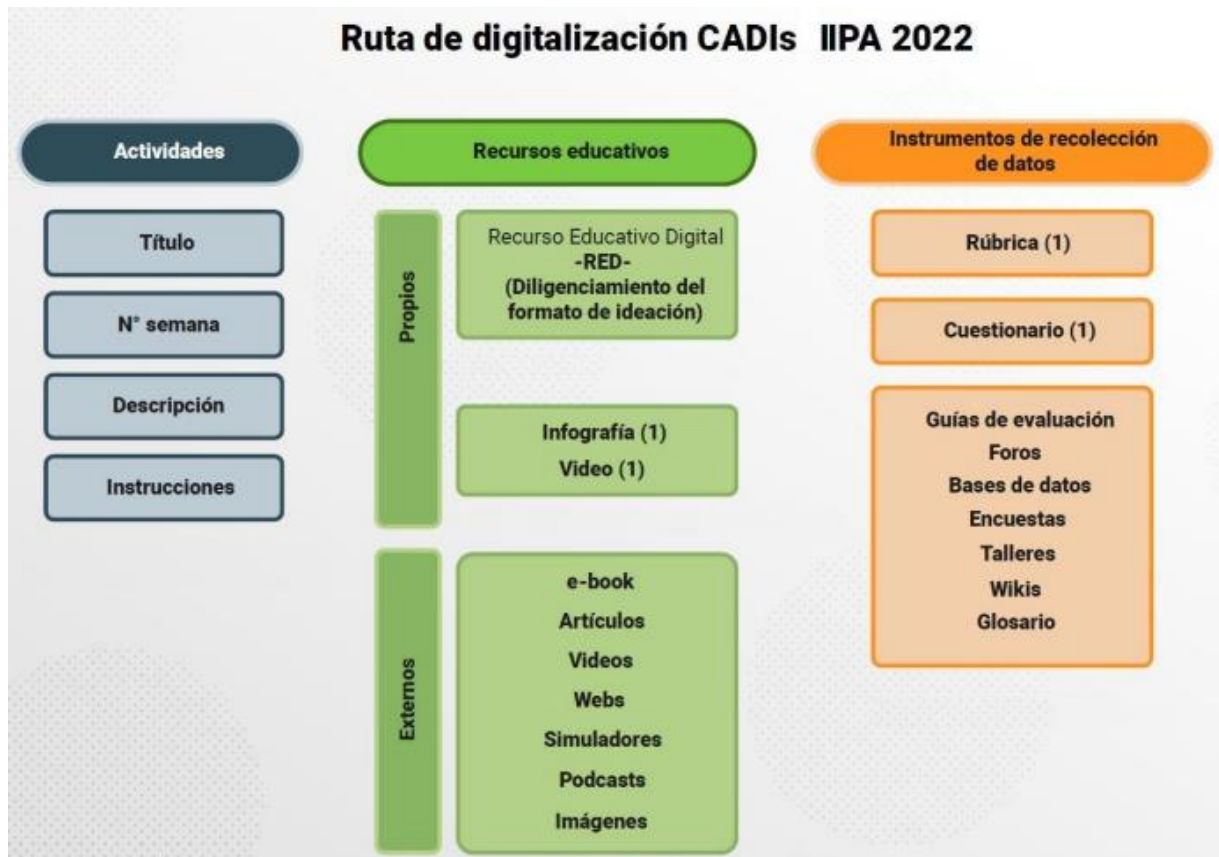 Ruta de digitalización CADIs IIPA 2022
Actividades
Título
N° semana
Descripción
Instrucciones
Recursos educativos
Propios
Recurso Educativo Digital
-RED-
(Diligenciamiento del
formato de ideación)
Infografía (1)
Video (1)
Externos
e-book
Artículos
Videos
Webs
Simuladores
Podcasts
Imágenes
Instrumentos de recolección
de datos
Rúbrica (1)
Cuestionario (1)
Guías de evaluación
Foros
Bases de datos
Encuestas
Talleres
Wikis
Glosario